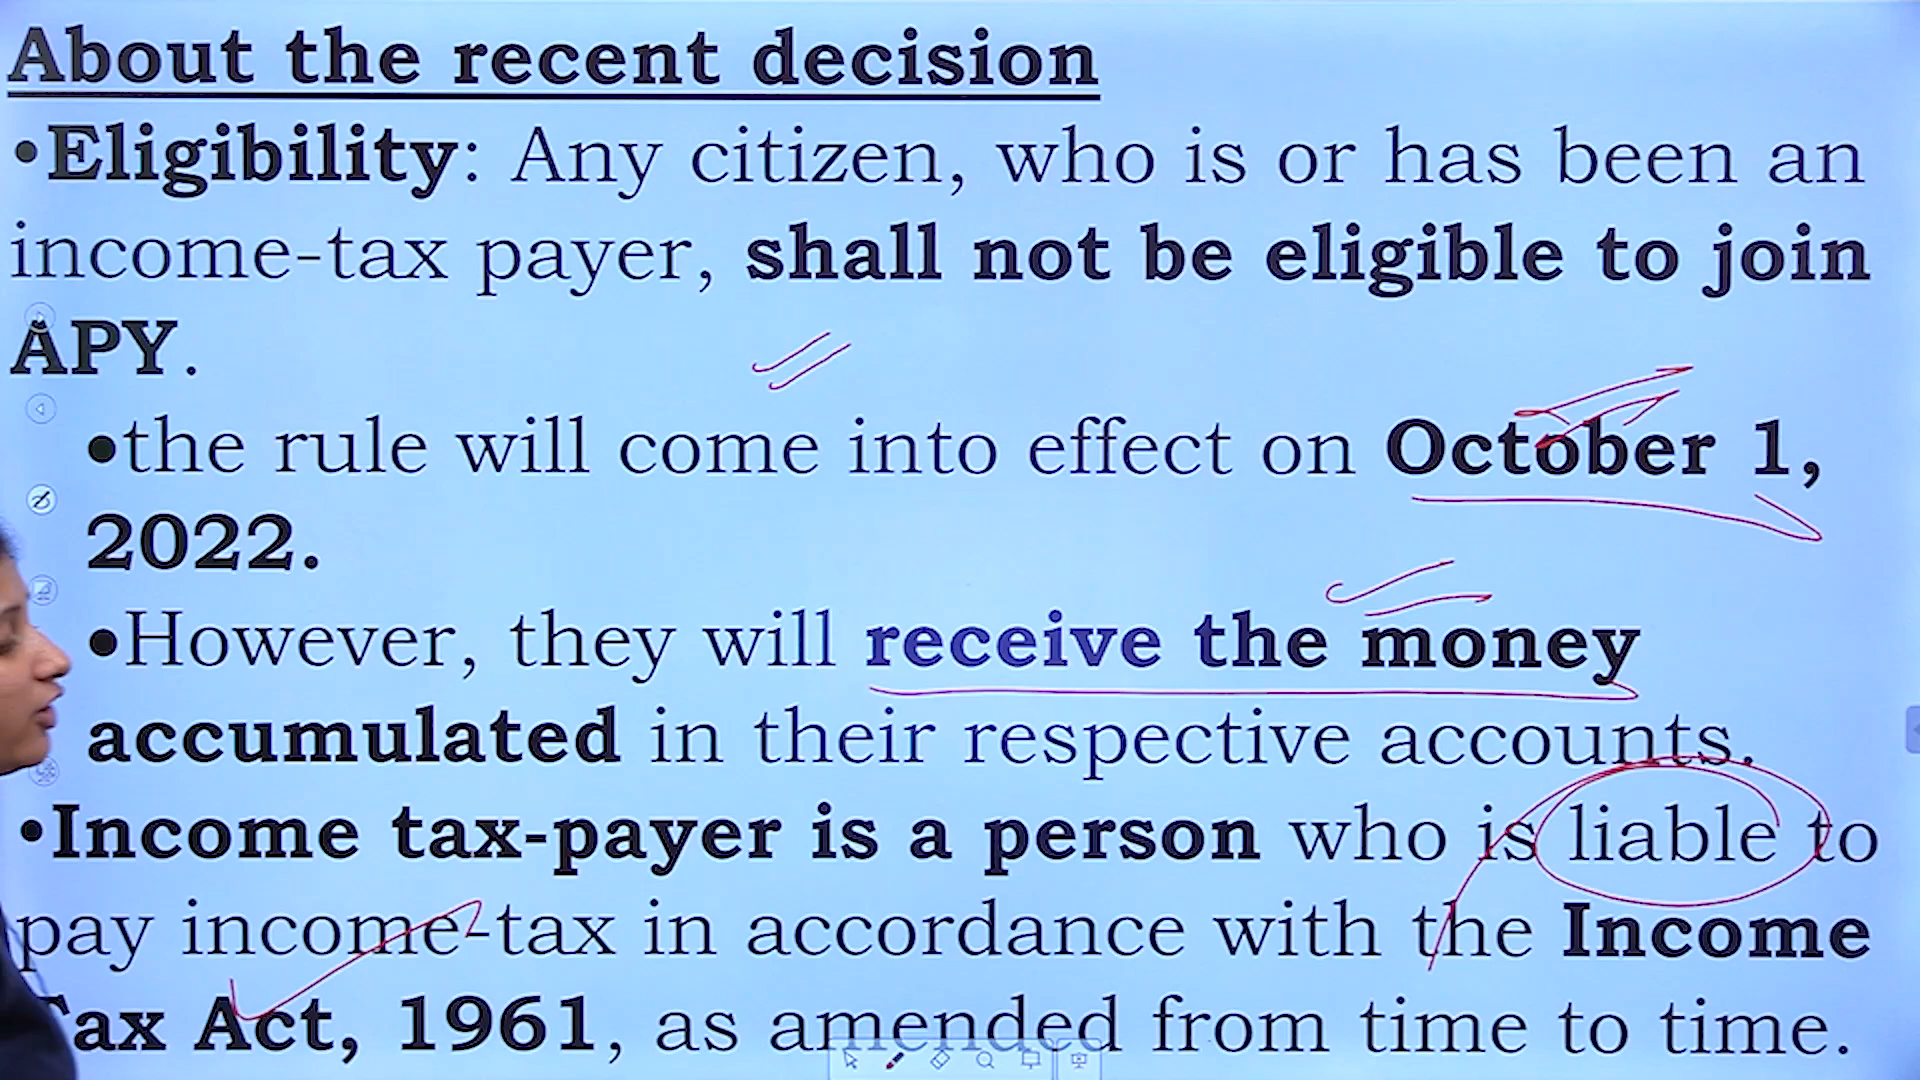 About the recent decision
•Eligibility: Any citizen, who is or has been an
income-tax payer, shall not be eligible to join
APY.
•the rule will come into effect on October 1,
2022.
•However, they will receive the money
accumulated in their respective accounts.
•Income tax-payer is a person who is liable to
pay income-tax in accordance with the Income
Tax Act, 1961, as amended from time to time.